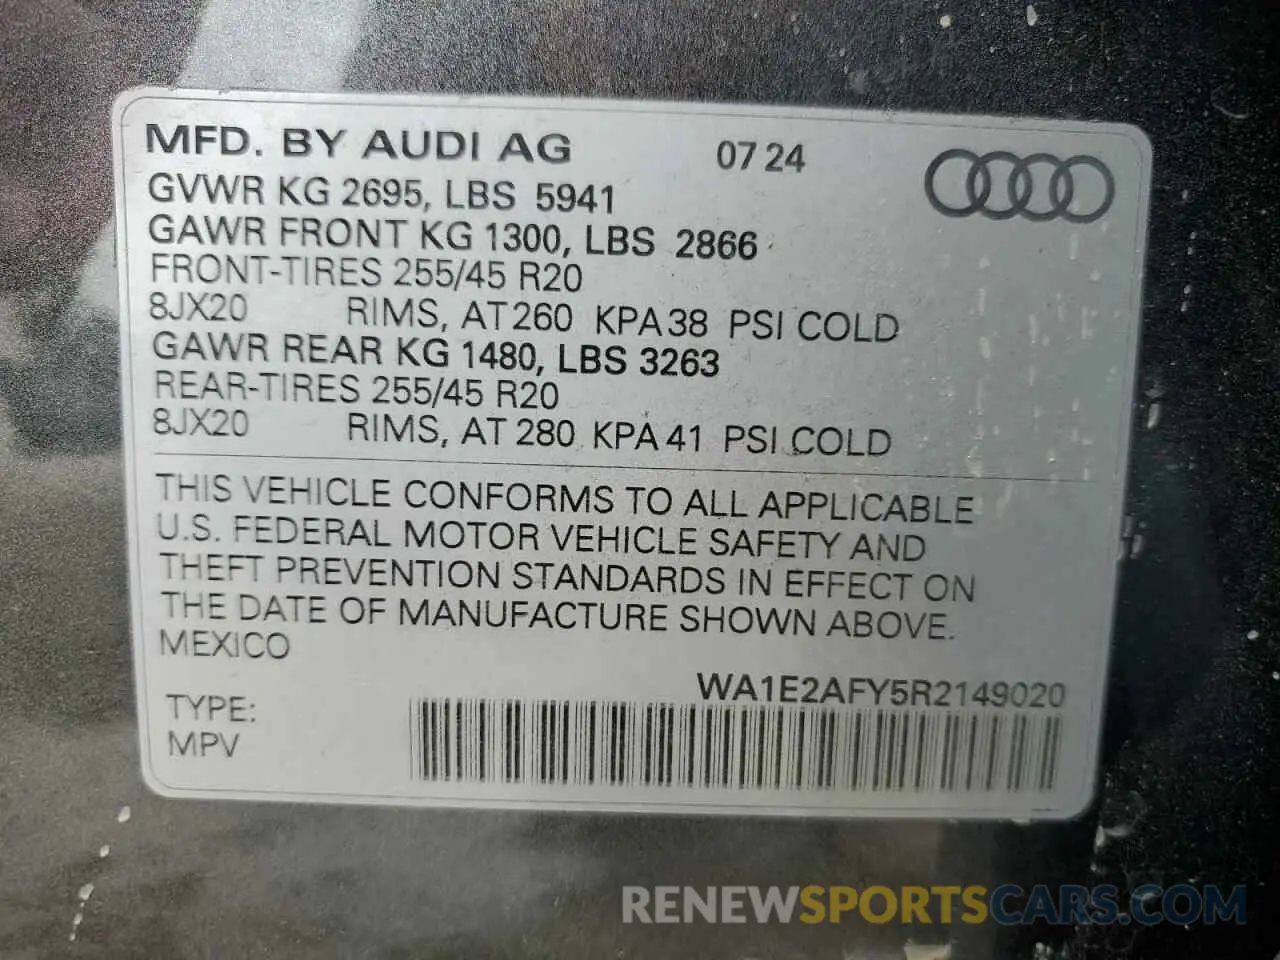 MFD. BY AUDI AG 07 24
GVWR KG 2695, LBS 5941
GAWR FRONT KG 1300, LBS 2866
FRONT-TIRES 255/45 R20
8JX20 RIMS, AT 260 KPA 38 PSI COLD
GAWR REAR KG 1480, LBS 3263
REAR-TIRES 255/45 R20
8JX20 RIMS, AT 280 KPA 41 PSI COLD
THIS VEHICLE CONFORMS TO ALL APPLICABLE
U.S. FEDERAL MOTOR VEHICLE SAFETY AND
THEFT PREVENTION STANDARDS IN EFFECT ON
THE DATE OF MANUFACTURE SHOWN ABOVE.
MEXICO
WA1E2AFY5R2149020
TYPE:
MPV
RENEWSPORTSCARS.COM